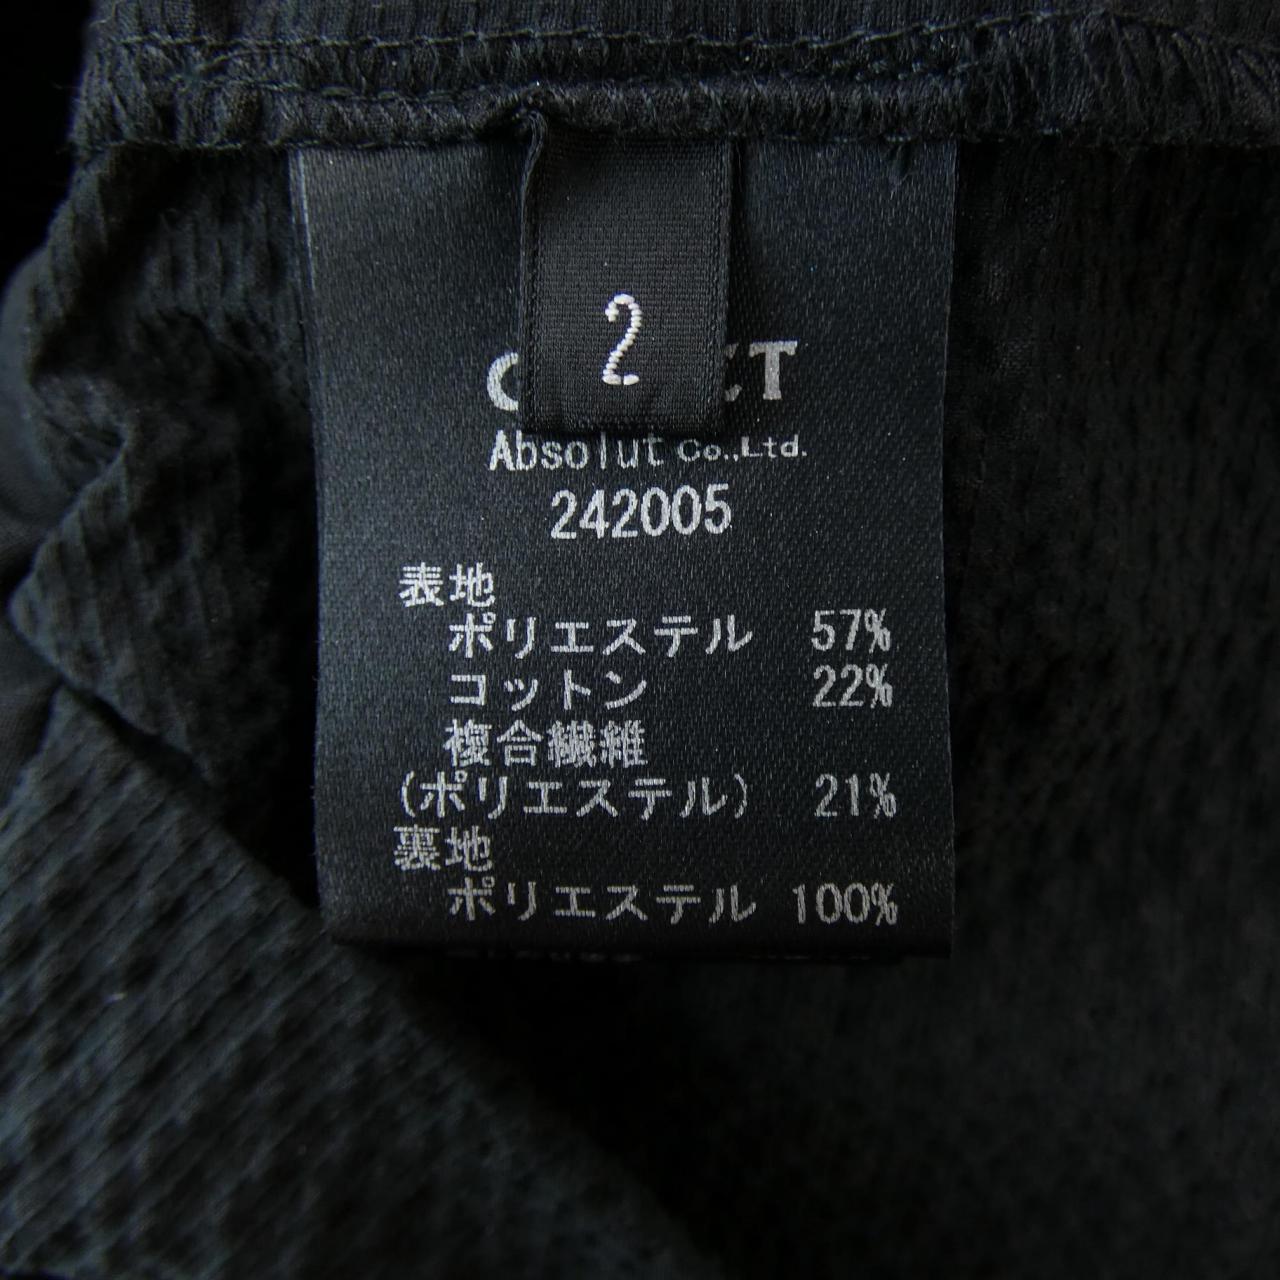 2
Absolut Co.,Ltd.
242005
表地
ポリエステル 57%
コットン 22%
複合繊維
(ポリエステル) 21%
裏地
ポリエステル 100%